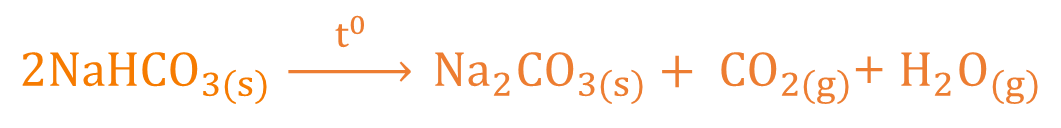 t⁰
2NaHCO₃₍s₎ ⟶ Na₂CO₃₍s₎ + CO₂₍g₎ + H₂O₍g₎